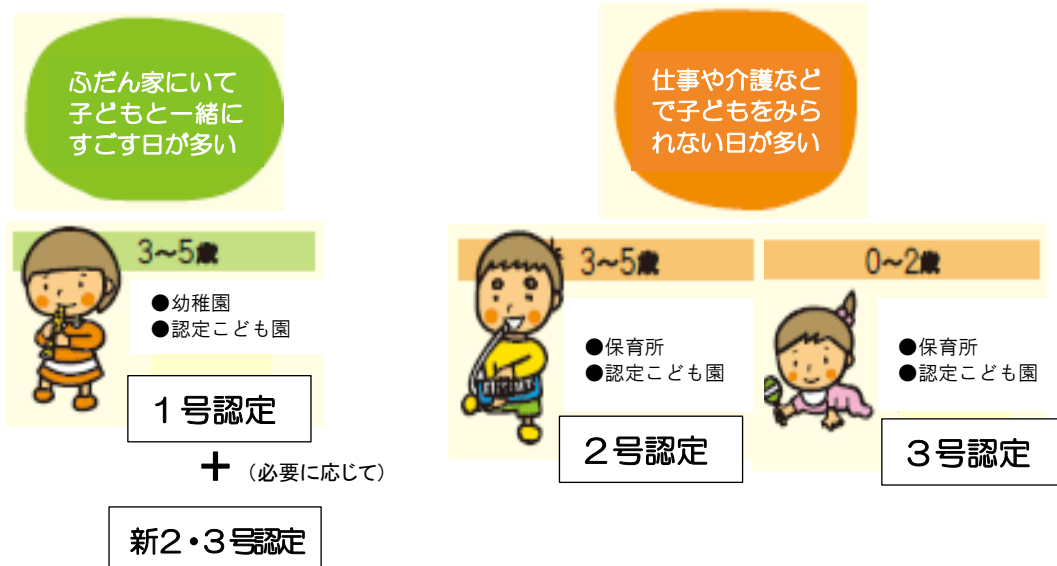 ふだん家にいて
子どもと一緒に
すごす日が多い
3~5歳
●幼稚園
●認定こども園
1号認定
+ (必要に応じて)
新2・3号認定
仕事や介護など
で子どもをみら
れない日が多い
3~5歳
●保育所
●認定こども園
2号認定
0~2歳
●保育所
●認定こども園
3号認定